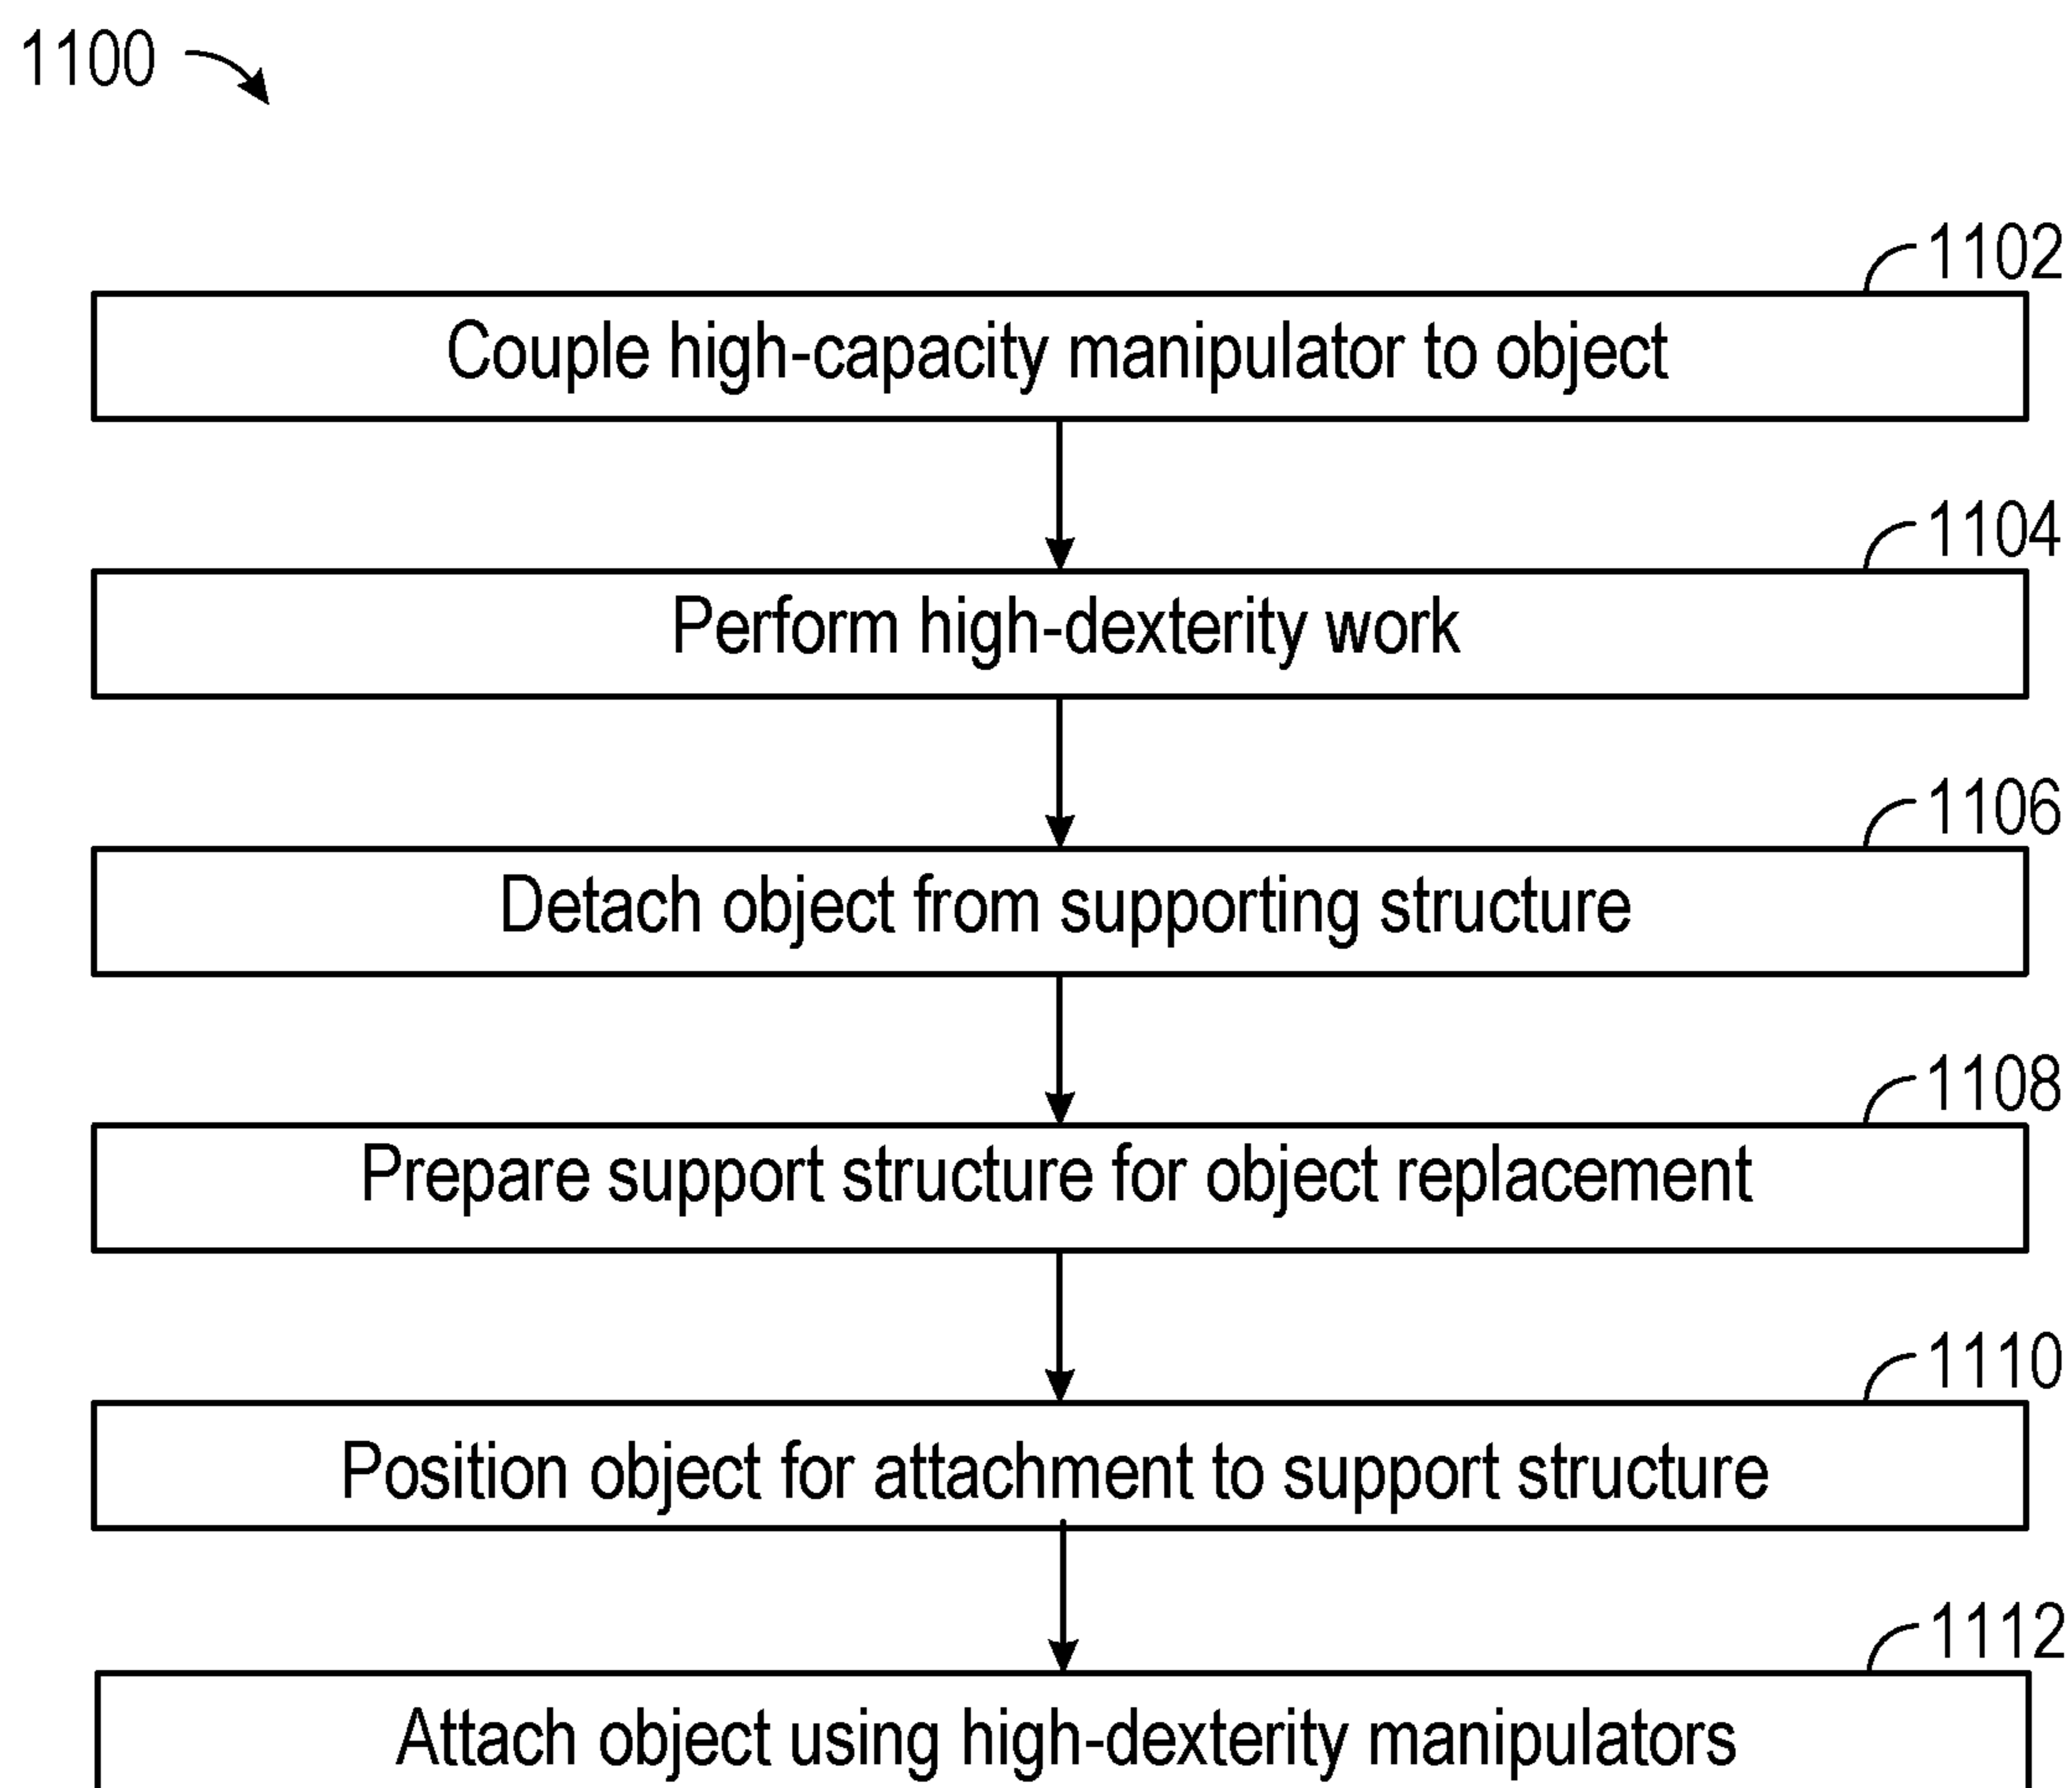 1100
1102
Couple high-capacity manipulator to object
1104
Perform high-dexterity work
1106
Detach object from supporting structure
1108
Prepare support structure for object replacement
1110
Position object for attachment to support structure
1112
Attach object using high-dexterity manipulators